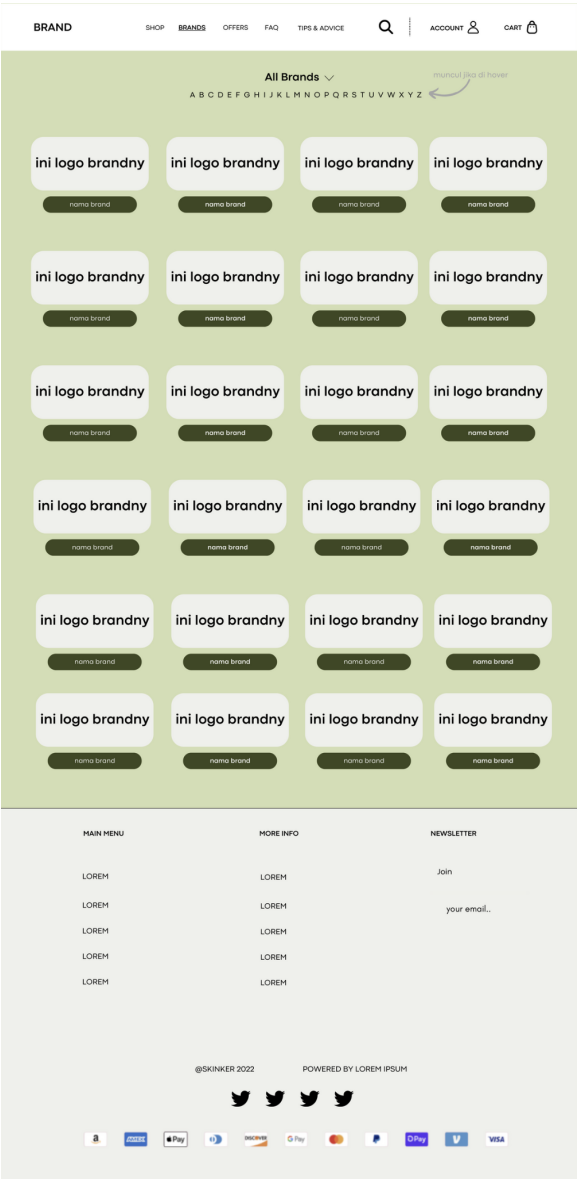 BRAND SHOP BRANDS OFFERS FAQ TIPS & ADVICE ACCOUNT CART
All Brands
muncul jika di hover
A B C D E F G H I J K L M N O P Q R S T U V W X Y Z
ini logo brandny ini logo brandny ini logo brandny ini logo brandny
nama brand nama brand nama brand nama brand
ini logo brandny ini logo brandny ini logo brandny ini logo brandny
nama brand nama brand nama brand nama brand
ini logo brandny ini logo brandny ini logo brandny ini logo brandny
nama brand nama brand nama brand nama brand
ini logo brandny ini logo brandny ini logo brandny ini logo brandny
nama brand nama brand nama brand nama brand
ini logo brandny ini logo brandny ini logo brandny ini logo brandny
nama brand nama brand nama brand nama brand
ini logo brandny ini logo brandny ini logo brandny ini logo brandny
nama brand nama brand nama brand nama brand
MAIN MENU MORE INFO NEWSLETTER
Join
LOREM LOREM
LOREM LOREM your email..
LOREM LOREM
LOREM LOREM
LOREM LOREM
@SKINKER 2022 POWERED BY LOREM IPSUM
a Pay DISCOVER G Pay Pay VISA